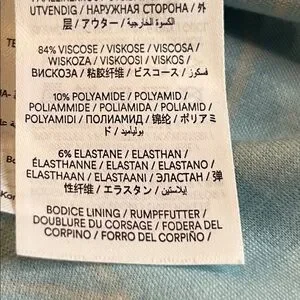 UTVENDIG / НАРУЖНАЯ СТОРОНА / 外
层 / アウター / الكسوة الخارجية
84% VISCOSE / VISKOSE / VISCOSA /
WISKOZA / VISKOOSI / VISKOS /
ВИСКОЗА / 粘胶纤维 / ビスコース / فسكوز
10% POLYAMIDE / POLYAMID /
POLIAMMIDE / POLIAMIDA / POLIAMID /
POLYAMIDI / ПОЛИАМИД / 锦纶 / ポリアミ
ド / بولياميد
6% ELASTANE / ELASTHAN /
ÉLASTHANNE / ELASTAN / ELASTANO /
ELASTHAAN / ELASTAANI / ЭЛАСТАН / 弹
性纤维 / エラスタン / إيلاستين
BODICE LINING / RUMPFFUTTER /
DOUBLURE DU CORSAGE / FODERA DEL
CORPINO / FORRO DEL CORPIÑO /